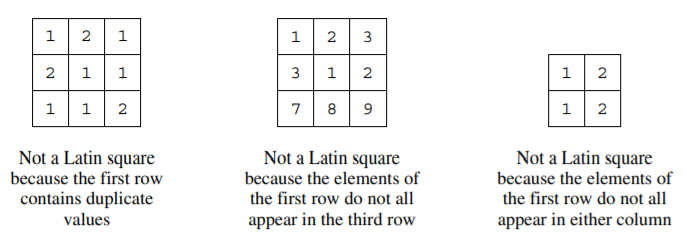 1 2 1
2 1 1
1 1 2
Not a Latin square
because the first row
contains duplicate
values
1 2 3
3 1 2
7 8 9
Not a Latin square
because the elements of
the first row do not all
appear in the third row
1 2
1 2
Not a Latin square
because the elements of
the first row do not all
appear in either column